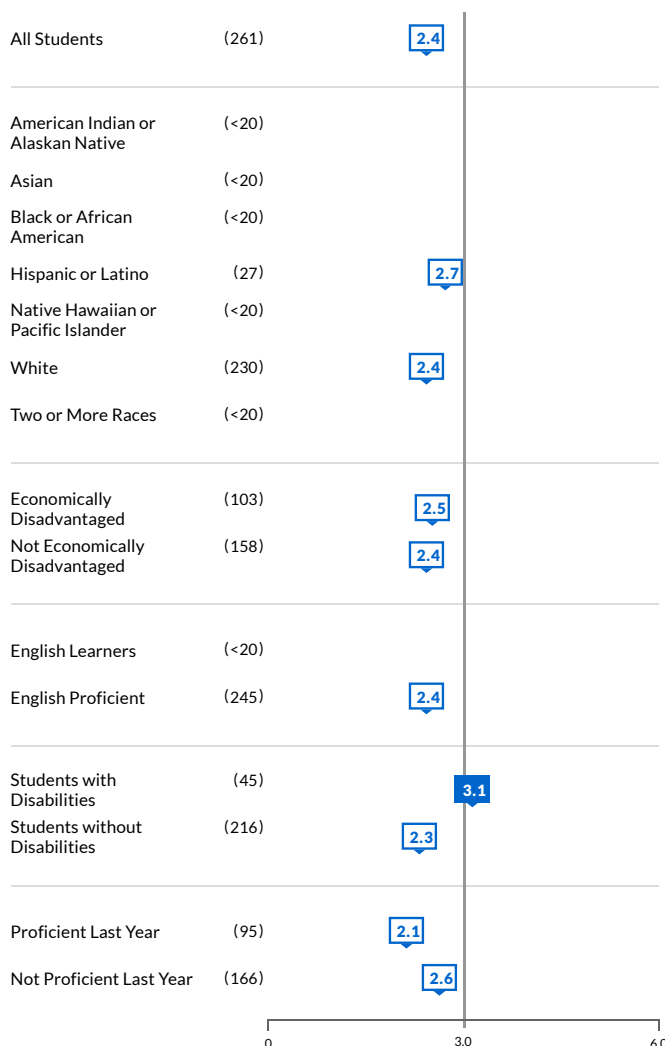 All Students (261) 2.4
American Indian or (<20)
Alaskan Native
Asian (<20)
Black or African (<20)
American
Hispanic or Latino (27) 2.7
Native Hawaiian or (<20)
Pacific Islander
White (230) 2.4
Two or More Races (<20)
Economically (103) 2.5
Disadvantaged
Not Economically (158) 2.4
Disadvantaged
English Learners (<20)
English Proficient (245) 2.4
Students with (45) 3.1
Disabilities
Students without (216) 2.3
Disabilities
Proficient Last Year (95) 2.1
Not Proficient Last Year (166) 2.6
0 3.0 6.0